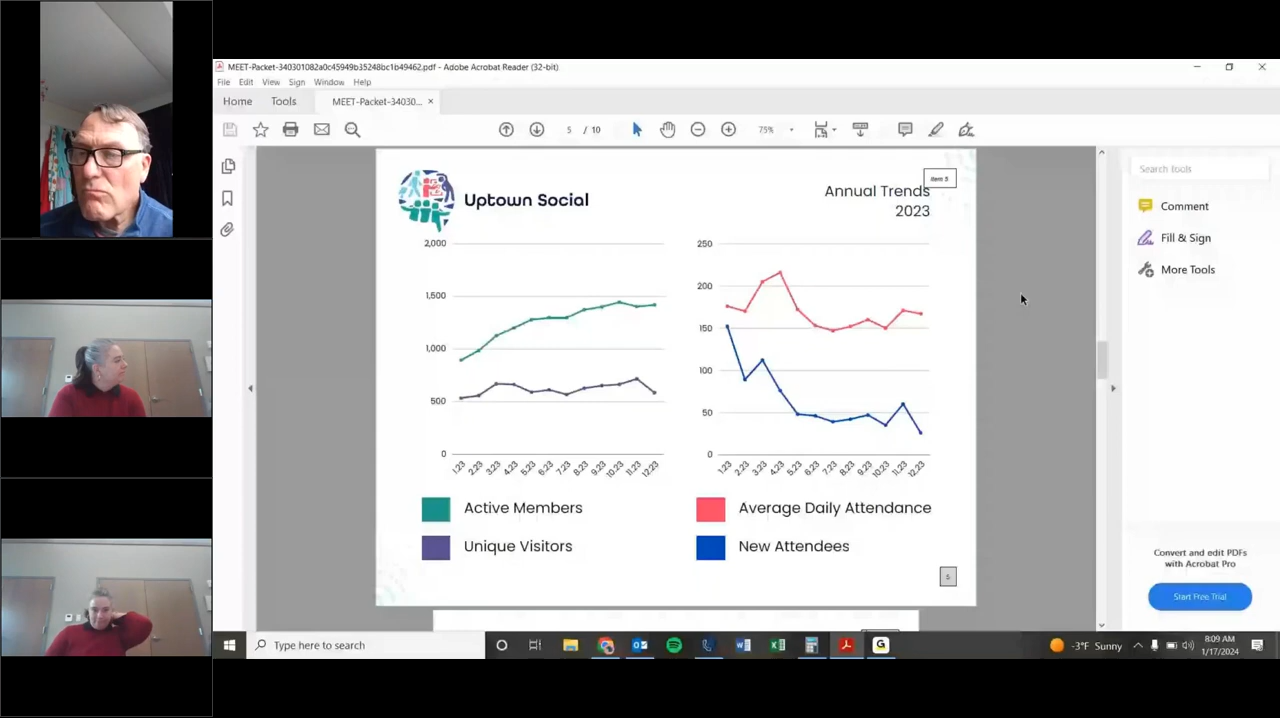 MEET-Packet-340301082a0c45949b35248bc1b49462.pdf - Adobe Acrobat Reader (32-bit)
File Edit View Sign Window Help
Home Tools MEET-Packet-34030... ×
5 / 10 75%
Search tools
Comment
Fill & Sign
More Tools
Item 5
Uptown Social
Annual Trends
2023
2,000
1,500
1,000
500
0
1.23 2.23 3.23 4.23 5.23 6.23 7.23 8.23 9.23 10.23 11.23 12.23
250
200
150
100
50
0
1.23 2.23 3.23 4.23 5.23 6.23 7.23 8.23 9.23 10.23 11.23 12.23
Active Members
Unique Visitors
Average Daily Attendance
New Attendees
5
Convert and edit PDFs
with Acrobat Pro
Start Free Trial
Type here to search
-3°F Sunny
8:09 AM
1/17/2024